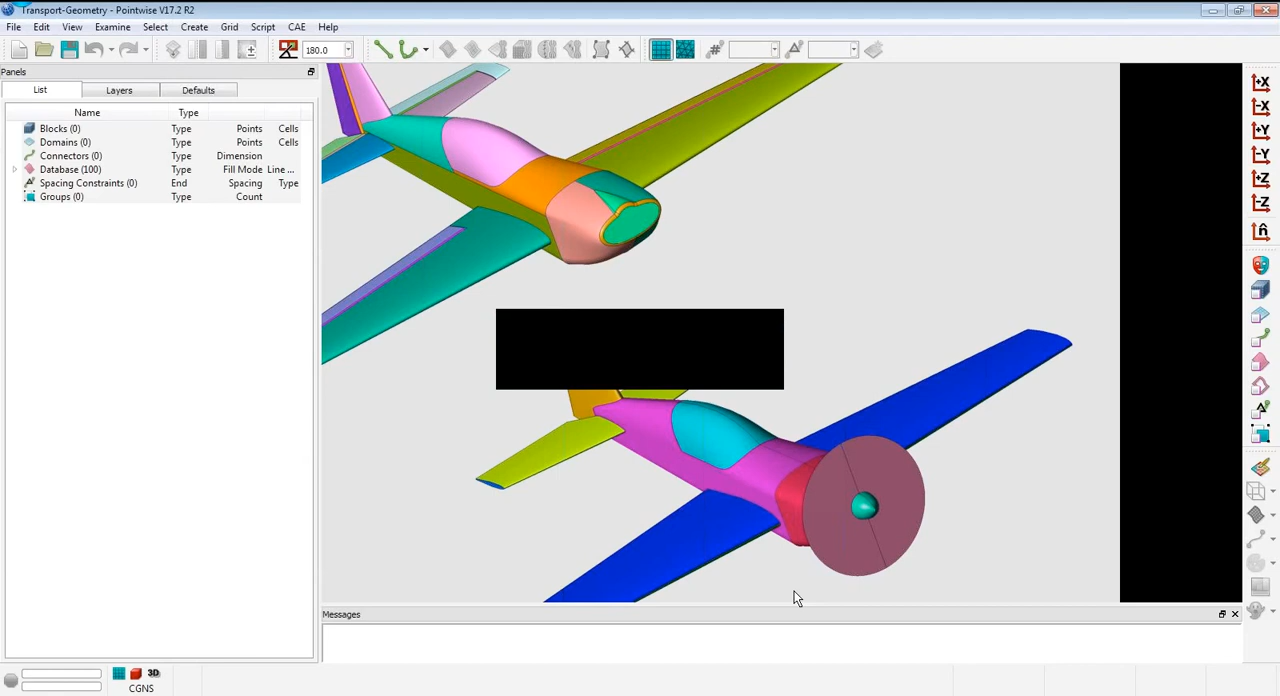 Transport-Geometry - Pointwise V17.2 R2
File Edit View Examine Select Create Grid Script CAE Help
180.0
Panels
List Layers Defaults
Name Type
Blocks (0) Type Points Cells
Domains (0) Type Points Cells
Connectors (0) Type Dimension
Database (100) Type Fill Mode Line ...
Spacing Constraints (0) End Spacing Type
Groups (0) Type Count
+X
-X
+Y
-Y
+Z
-Z
n̂
Messages
3D
CGNS